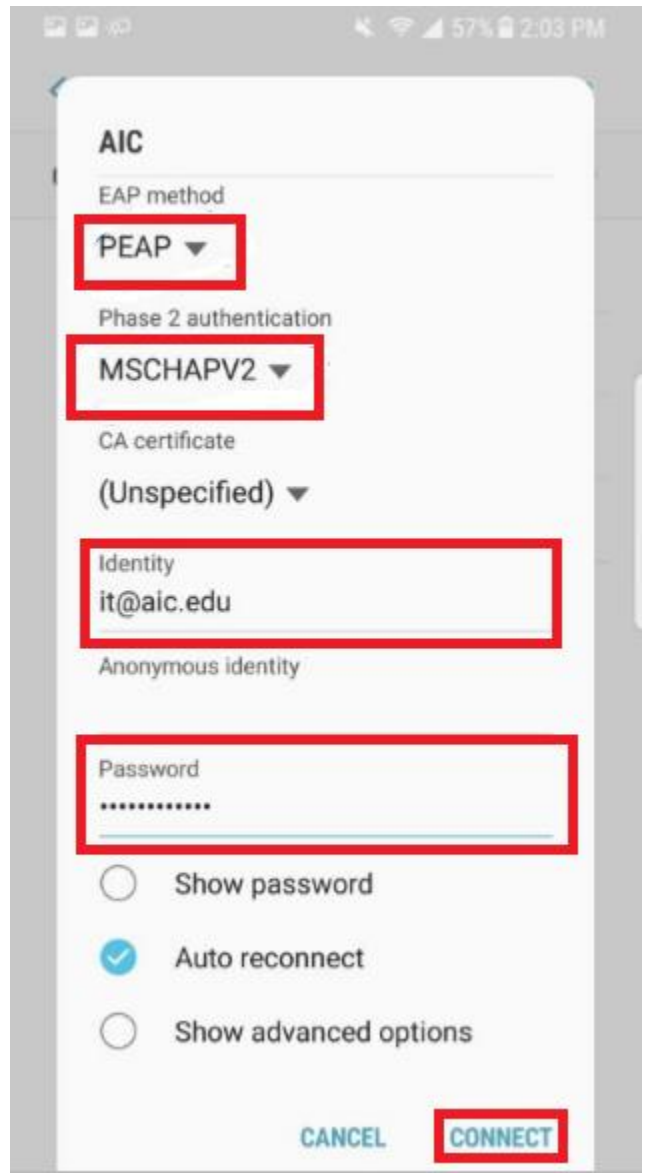 57% 2:03 PM
AIC
EAP method
PEAP
Phase 2 authentication
MSCHAPV2
CA certificate
(Unspecified)
Identity
it@aic.edu
Anonymous identity
Password
••••••••••••
Show password
Auto reconnect
Show advanced options
CANCEL CONNECT